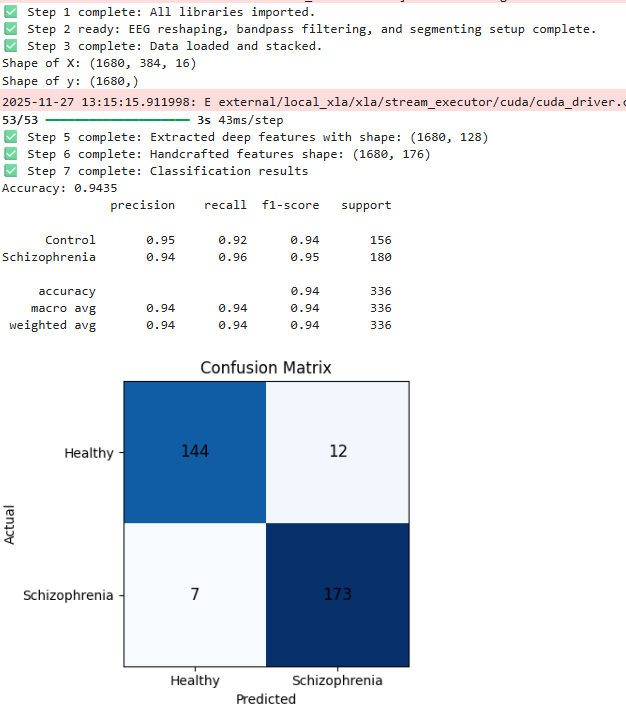 ✅ Step 1 complete: All libraries imported.
✅ Step 2 ready: EEG reshaping, bandpass filtering, and segmenting setup complete.
✅ Step 3 complete: Data loaded and stacked.
Shape of X: (1680, 384, 16)
Shape of y: (1680,)
2025-11-27 13:15:15.911998: E external/local_xla/xla/stream_executor/cuda/cuda_driver.c
53/53 ━━━━━━━━━━━━━━━━━━━━ 3s 43ms/step
✅ Step 5 complete: Extracted deep features with shape: (1680, 128)
✅ Step 6 complete: Handcrafted features shape: (1680, 176)
✅ Step 7 complete: Classification results
Accuracy: 0.9435
precision recall f1-score support
Control 0.95 0.92 0.94 156
Schizophrenia 0.94 0.96 0.95 180
accuracy 0.94 336
macro avg 0.94 0.94 0.94 336
weighted avg 0.94 0.94 0.94 336
Confusion Matrix
Healthy 144 12
Actual
Schizophrenia 7 173
Healthy Schizophrenia
Predicted